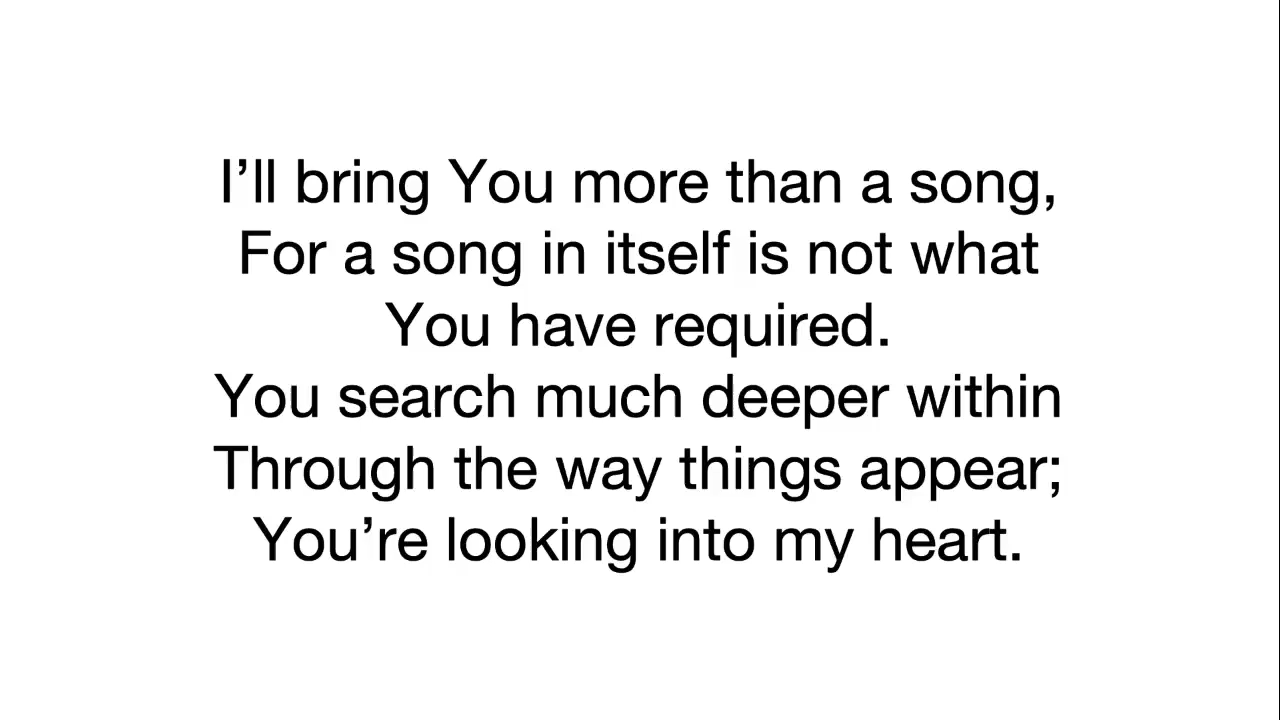 I’ll bring You more than a song,
For a song in itself is not what
You have required.
You search much deeper within
Through the way things appear;
You’re looking into my heart.